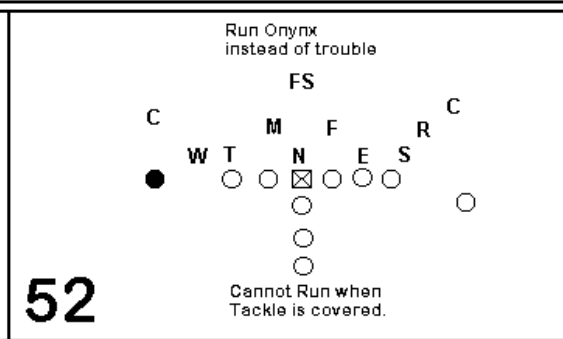 Run Onynx
instead of trouble
FS
C
C
M F R
W T N E S
52
Cannot Run when
Tackle is covered.